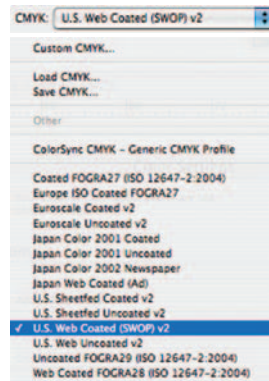 CMYK: U.S. Web Coated (SWOP) v2
Custom CMYK...
Load CMYK...
Save CMYK...
Other
ColorSync CMYK - Generic CMYK Profile
Coated FOGRA27 (ISO 12647-2:2004)
Europe ISO Coated FOGRA27
Euroscale Coated v2
Euroscale Uncoated v2
Japan Color 2001 Coated
Japan Color 2001 Uncoated
Japan Color 2002 Newspaper
Japan Web Coated (Ad)
U.S. Sheetfed Coated v2
U.S. Sheetfed Uncoated v2
✓ U.S. Web Coated (SWOP) v2
U.S. Web Uncoated v2
Uncoated FOGRA29 (ISO 12647-2:2004)
Web Coated FOGRA28 (ISO 12647-2:2004)